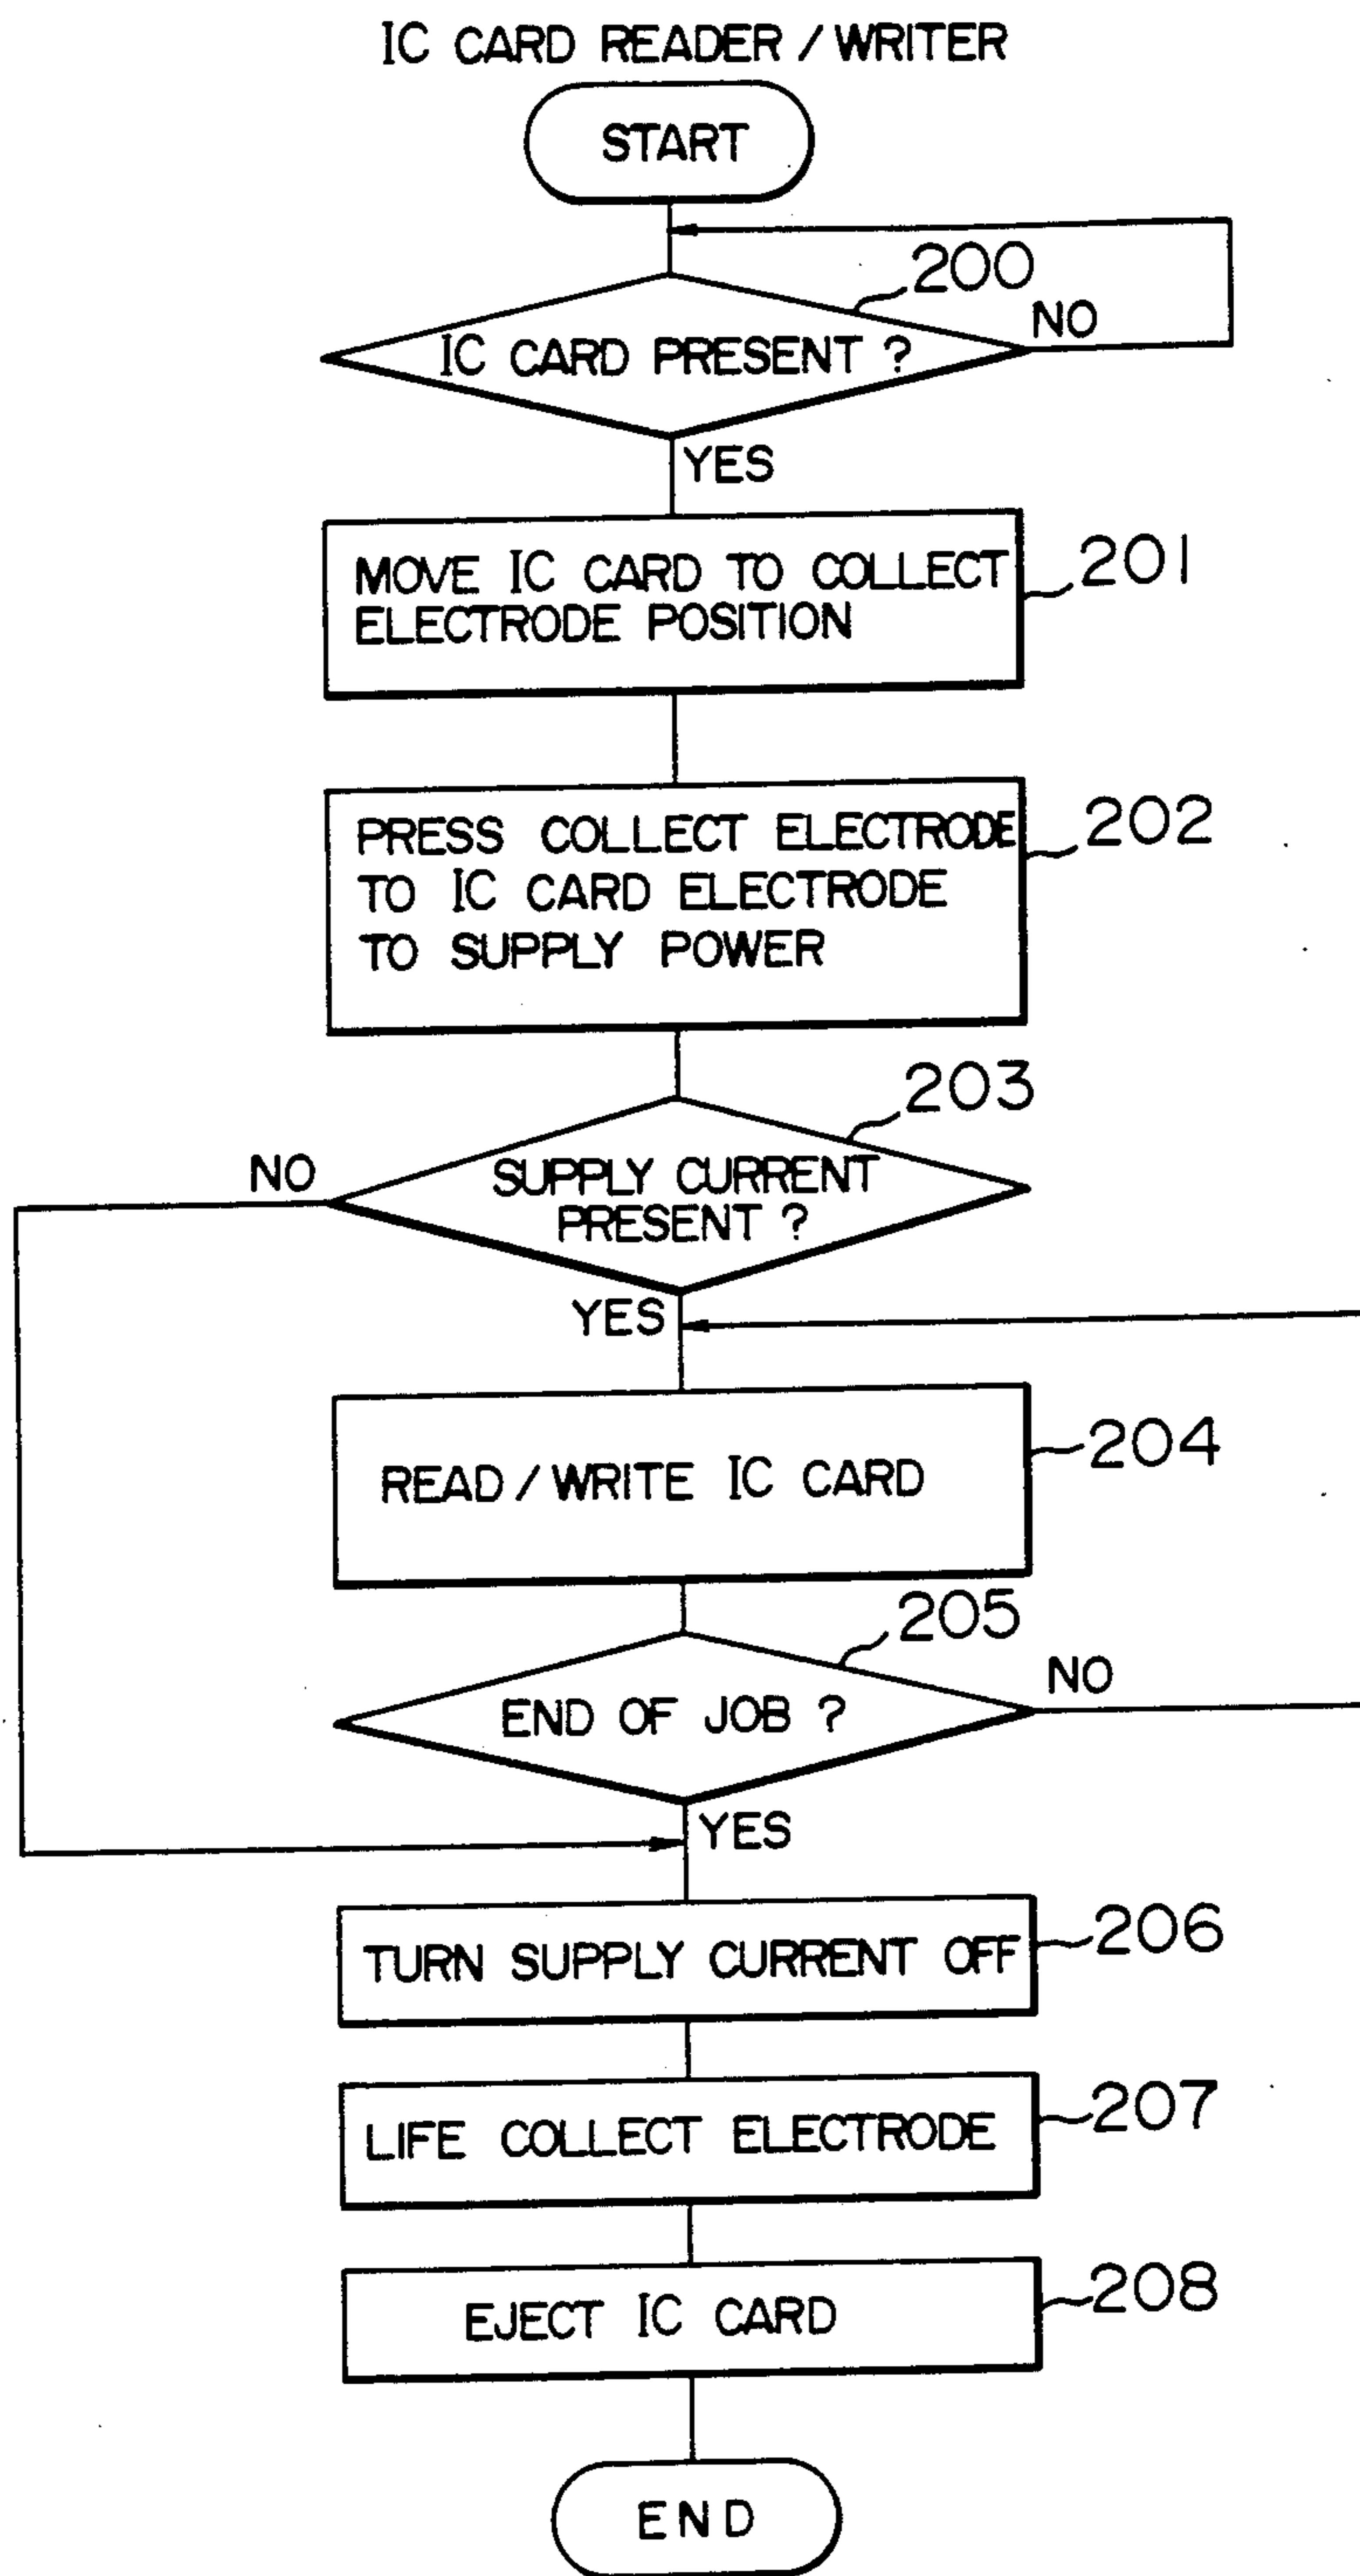 IC CARD READER / WRITER
START
200
IC CARD PRESENT ?
NO
YES
MOVE IC CARD TO COLLECT
ELECTRODE POSITION
201
PRESS COLLECT ELECTRODE
TO IC CARD ELECTRODE
TO SUPPLY POWER
202
203
NO
SUPPLY CURRENT
PRESENT ?
YES
READ / WRITE IC CARD
204
205
END OF JOB ?
NO
YES
TURN SUPPLY CURRENT OFF
206
LIFE COLLECT ELECTRODE
207
EJECT IC CARD
208
END